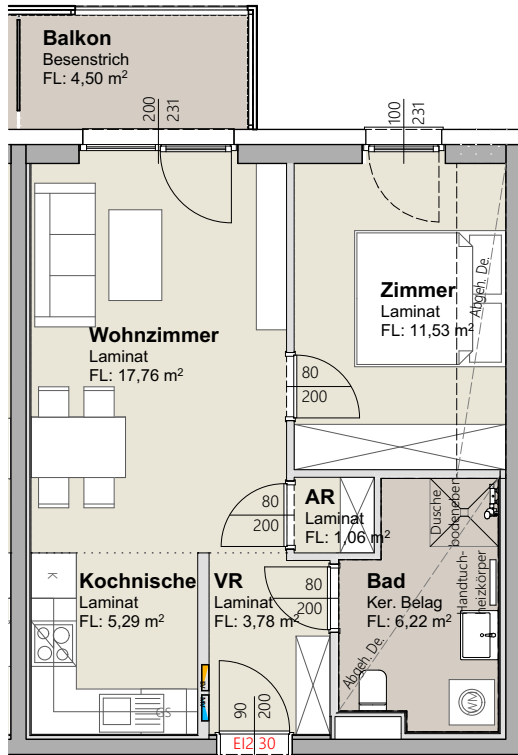 Balkon
Besenstrich
FL: 4,50 m²
200
231
100
231
Zimmer
Laminat
FL: 11,53 m²
Abgeh. De.
Wohnzimmer
Laminat
FL: 17,76 m²
80
200
AR
Laminat
FL: 1,06 m²
80
200
Dusche
bodeneben
Handtuch-
heizkörper
K
Kochnische
Laminat
FL: 5,29 m²
VR
Laminat
FL: 3,78 m²
80
200
Bad
Ker. Belag
FL: 6,22 m²
Abgeh. De.
GS
WM
90
200
EI2 30